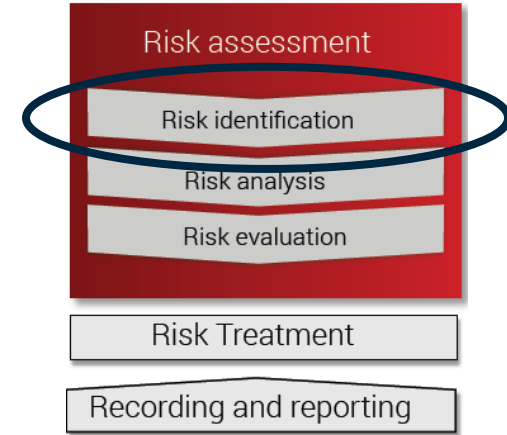 Risk assessment
Risk identification
Risk analysis
Risk evaluation
Risk Treatment
Recording and reporting